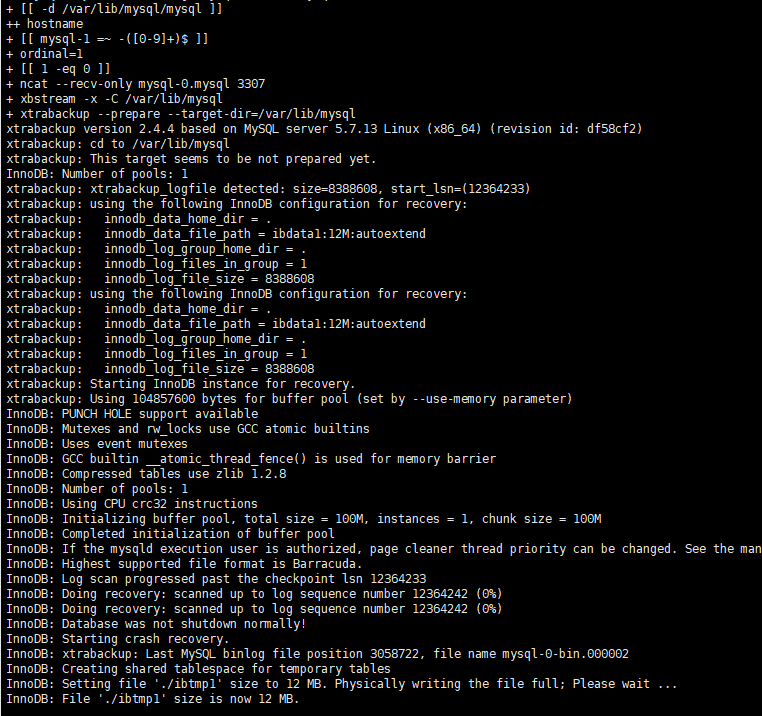 + [[ -d /var/lib/mysql/mysql ]]
++ hostname
+ [[ mysql-1 =~ -([0-9]+)$ ]]
+ ordinal=1
+ [[ 1 -eq 0 ]]
+ ncat --recv-only mysql-0.mysql 3307
+ xbstream -x -C /var/lib/mysql
+ xtrabackup --prepare --target-dir=/var/lib/mysql
xtrabackup version 2.4.4 based on MySQL server 5.7.13 Linux (x86_64) (revision id: df58cf2)
xtrabackup: cd to /var/lib/mysql
xtrabackup: This target seems to be not prepared yet.
InnoDB: Number of pools: 1
xtrabackup: xtrabackup_logfile detected: size=8388608, start_lsn=(12364233)
xtrabackup: using the following InnoDB configuration for recovery:
xtrabackup:   innodb_data_home_dir = .
xtrabackup:   innodb_data_file_path = ibdata1:12M:autoextend
xtrabackup:   innodb_log_group_home_dir = .
xtrabackup:   innodb_log_files_in_group = 1
xtrabackup:   innodb_log_file_size = 8388608
xtrabackup: using the following InnoDB configuration for recovery:
xtrabackup:   innodb_data_home_dir = .
xtrabackup:   innodb_data_file_path = ibdata1:12M:autoextend
xtrabackup:   innodb_log_group_home_dir = .
xtrabackup:   innodb_log_files_in_group = 1
xtrabackup:   innodb_log_file_size = 8388608
xtrabackup: Starting InnoDB instance for recovery.
xtrabackup: Using 104857600 bytes for buffer pool (set by --use-memory parameter)
InnoDB: PUNCH HOLE support available
InnoDB: Mutexes and rw_locks use GCC atomic builtins
InnoDB: Uses event mutexes
InnoDB: GCC builtin __atomic_thread_fence() is used for memory barrier
InnoDB: Compressed tables use zlib 1.2.8
InnoDB: Number of pools: 1
InnoDB: Using CPU crc32 instructions
InnoDB: Initializing buffer pool, total size = 100M, instances = 1, chunk size = 100M
InnoDB: Completed initialization of buffer pool
InnoDB: If the mysqld execution user is authorized, page cleaner thread priority can be changed. See the man
InnoDB: Highest supported file format is Barracuda.
InnoDB: Log scan progressed past the checkpoint lsn 12364233
InnoDB: Doing recovery: scanned up to log sequence number 12364242 (0%)
InnoDB: Doing recovery: scanned up to log sequence number 12364242 (0%)
InnoDB: Database was not shutdown normally!
InnoDB: Starting crash recovery.
InnoDB: xtrabackup: Last MySQL binlog file position 3058722, file name mysql-0-bin.000002
InnoDB: Creating shared tablespace for temporary tables
InnoDB: Setting file './ibtmp1' size to 12 MB. Physically writing the file full; Please wait ...
InnoDB: File './ibtmp1' size is now 12 MB.